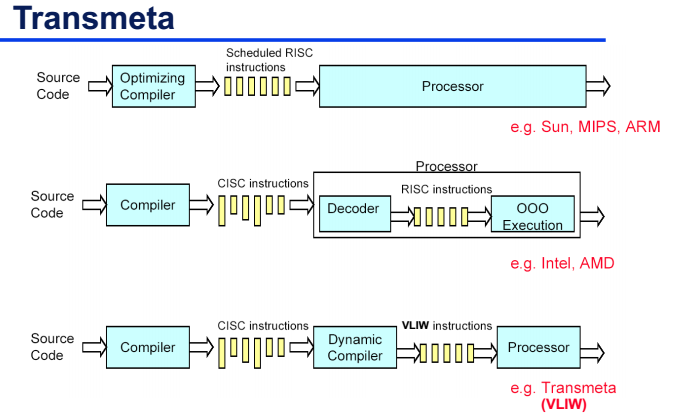 Transmeta
Scheduled RISC
instructions
Source
Code
Optimizing
Compiler
Processor
e.g. Sun, MIPS, ARM
Processor
CISC instructions
RISC instructions
Source
Code
Compiler
Decoder
OOO
Execution
e.g. Intel, AMD
CISC instructions
VLIW instructions
Source
Code
Compiler
Dynamic
Compiler
Processor
e.g. Transmeta
(VLIW)